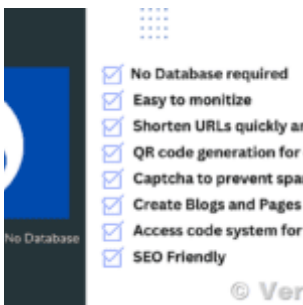 No Database required
Easy to monitize
Shorten URLs quickly
QR code generation for
Captcha to prevent
Create Blogs and Pages
Access code system for
No Database
SEO Friendly
©